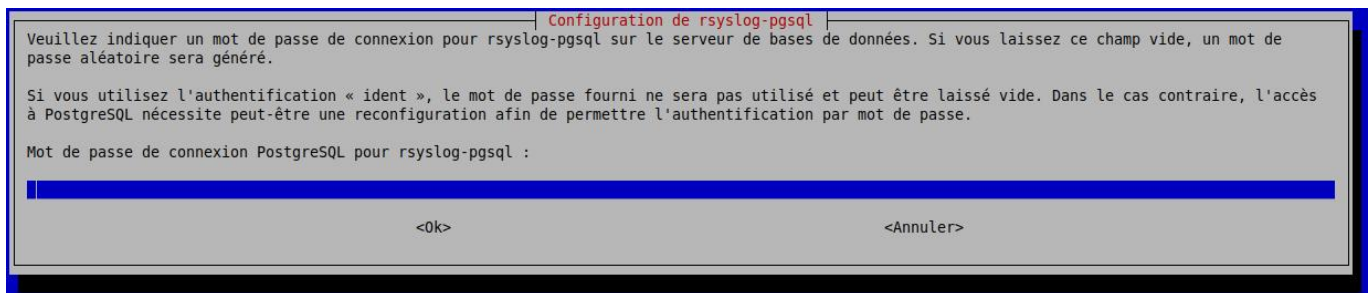 Configuration de rsyslog-pgsql
Veuillez indiquer un mot de passe de connexion pour rsyslog-pgsql sur le serveur de bases de données. Si vous laissez ce champ vide, un mot de
passe aléatoire sera généré.
Si vous utilisez l'authentification « ident », le mot de passe fourni ne sera pas utilisé et peut être laissé vide. Dans le cas contraire, l'accès
à PostgreSQL nécessite peut-être une reconfiguration afin de permettre l'authentification par mot de passe.
Mot de passe de connexion PostgreSQL pour rsyslog-pgsql :
<Ok> <Annuler>